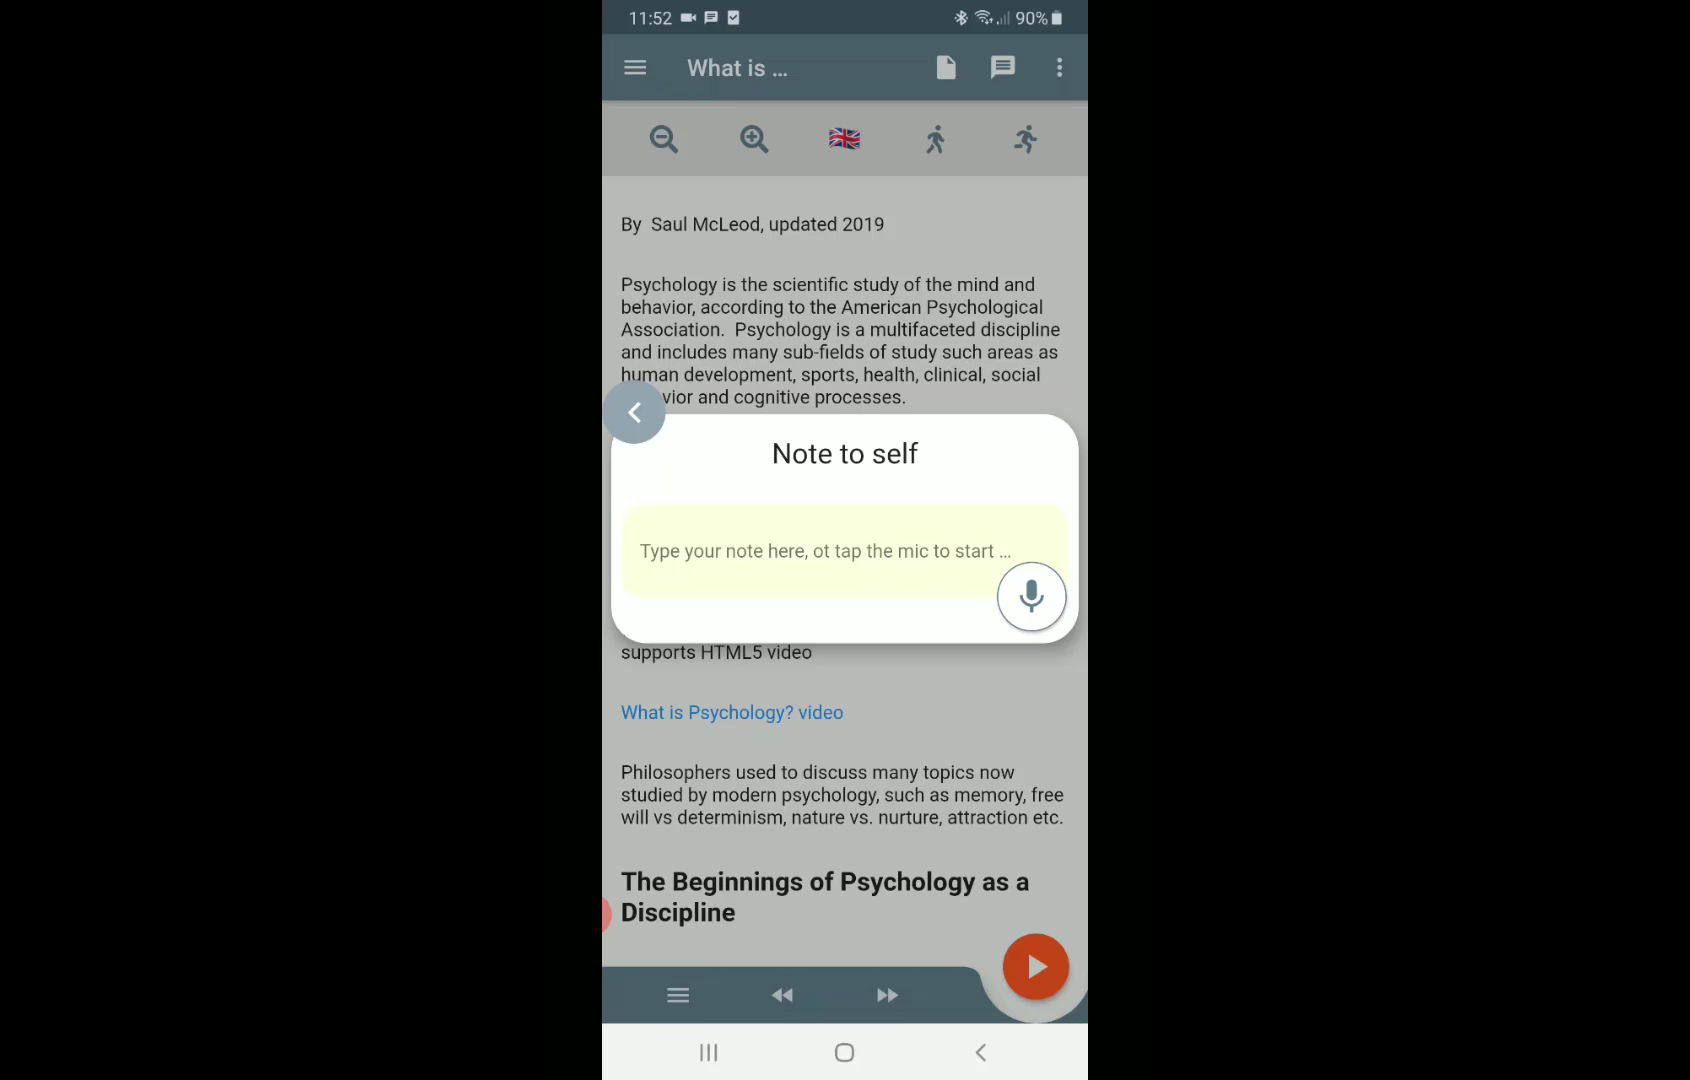 11:52
90%
What is ...
By Saul McLeod, updated 2019
Psychology is the scientific study of the mind and
behavior, according to the American Psychological
Association. Psychology is a multifaceted discipline
and includes many sub-fields of study such areas as
human development, sports, health, clinical, social
vior and cognitive processes.
Note to self
Type your note here, ot tap the mic to start ...
supports HTML5 video
What is Psychology? video
Philosophers used to discuss many topics now
studied by modern psychology, such as memory, free
will vs determinism, nature vs. nurture, attraction etc.
The Beginnings of Psychology as a
Discipline